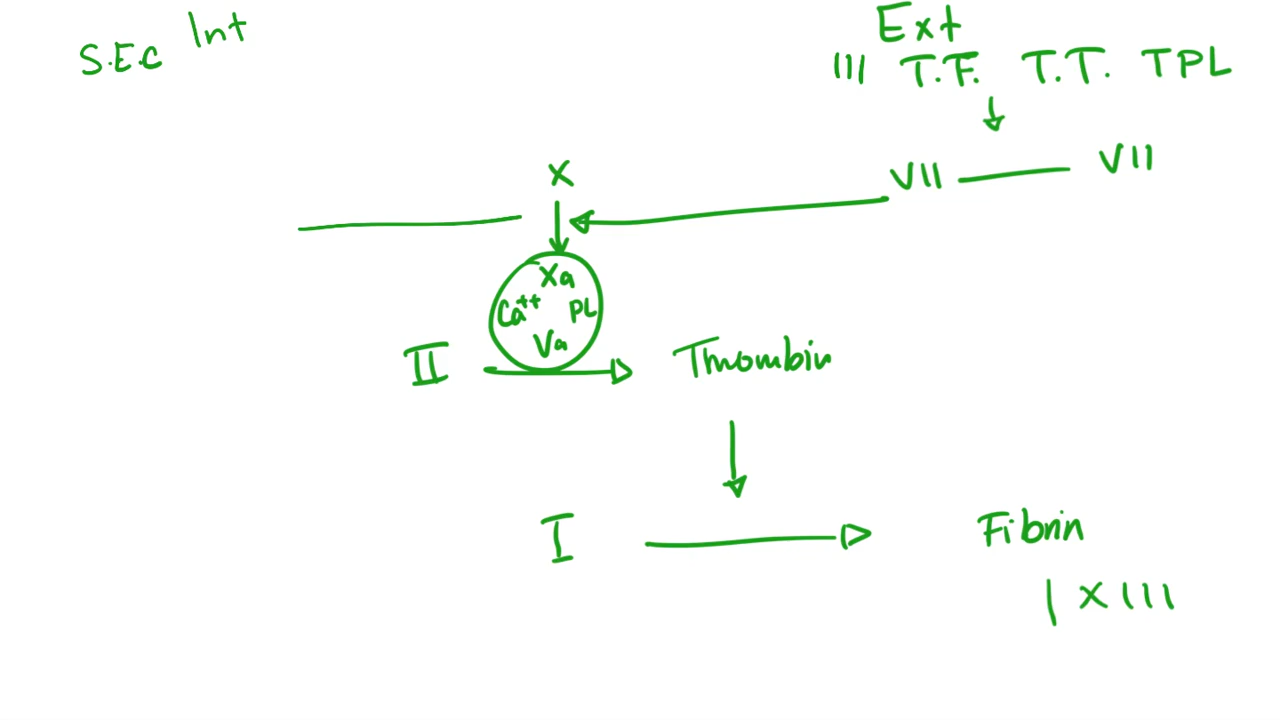 S.E.C Int
Ext
III T.F. T.T. TPL
VII VII
X
Xa
Ca++ PL
Va
II Thrombin
I Fibrin
XIII